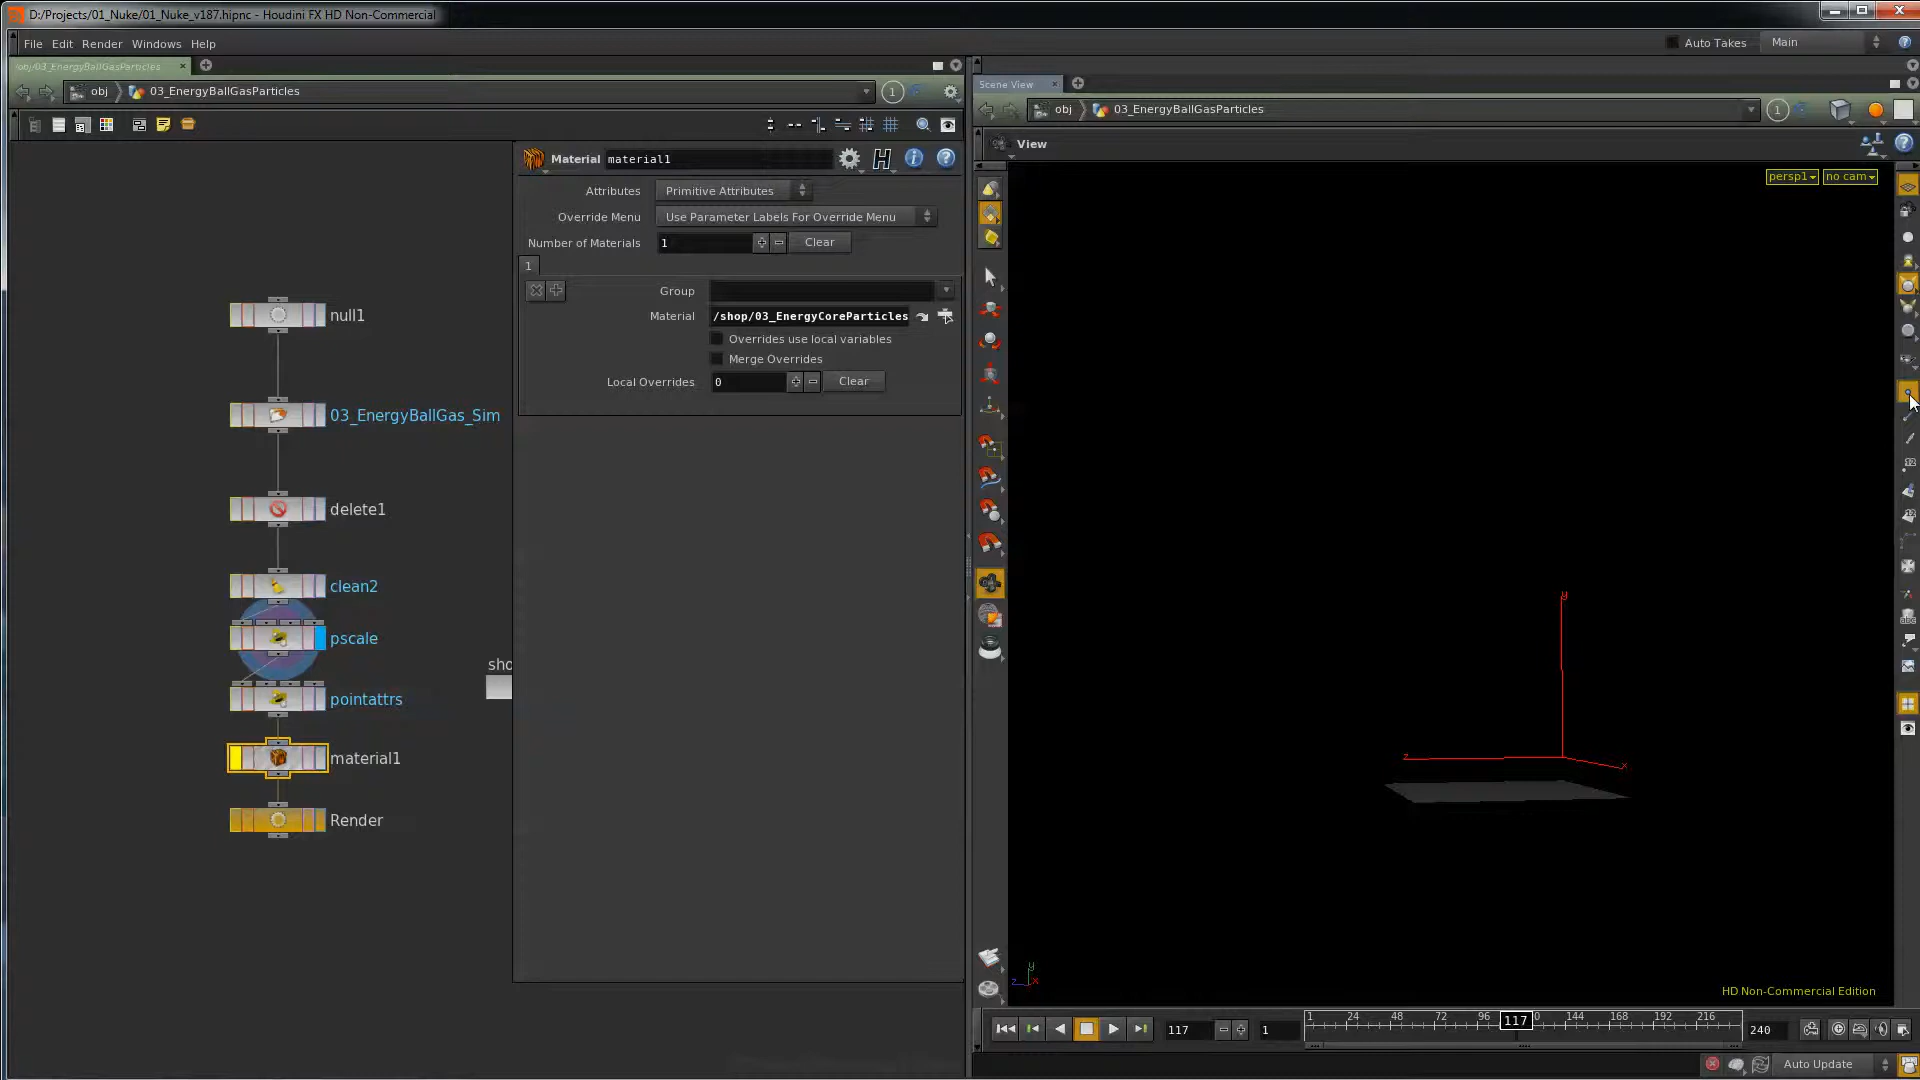 D:/Projects/01_Nuke/01_Nuke_v187.hipnc - Houdini FX HD Non-Commercial
File Edit Render Windows Help
Auto Takes Main
/obj/03_EnergyBallGasParticles
obj 03_EnergyBallGasParticles 1
Scene View
obj 03_EnergyBallGasParticles 1
View
Material material1
Attributes Primitive Attributes
Override Menu Use Parameter Labels For Override Menu
Number of Materials 1 Clear
1
Group
Material /shop/03_EnergyCoreParticles
Overrides use local variables
Merge Overrides
Local Overrides 0 Clear
null1
03_EnergyBallGas_Sim
delete1
clean2
pscale
sho
pointattrs
material1
Render
persp1 no cam
y
z
x
y
z x
HD Non-Commercial Edition
117 1 1 24 48 72 96 117 0 144 168 192 216 240
Auto Update